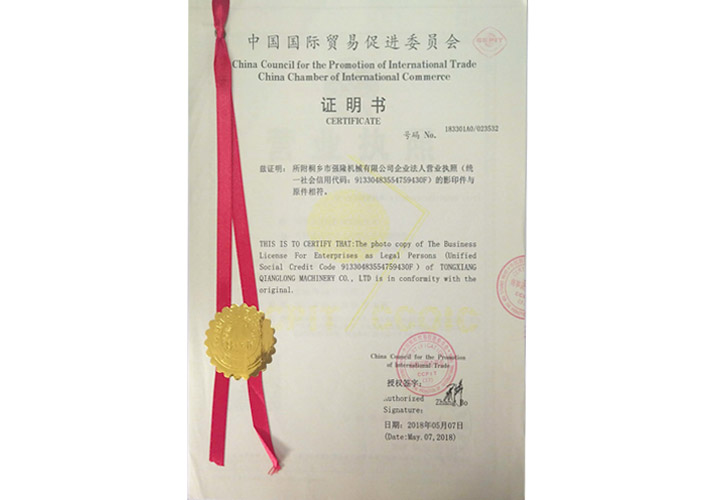 中国国际贸易促进委员会
China Council for the Promotion of International Trade
China Chamber of International Commerce
证明书
CERTIFICATE
号码 No. 183301A0/023532
兹证明: 所附桐乡市强隆机械有限公司企业法人营业执照(统
一社会信用代码: 91330483554759430F)的影印件与
原件相符。
THIS IS TO CERTIFY THAT:The photo copy of The Business
License For Enterprises as Legal Persons (Unified
Social Credit Code 91330483554759430F) of TONGXIANG
QIANGLONG MACHINERY CO., LTD is in conformity with the
original.
CCPIT/CCOIC
China Council for the Promotion
of International Trade
CCPIT
授权签字:
Authorized
Signature:
Zhang Bo
日期: 2018年05月07日
(Date:May.07,2018)